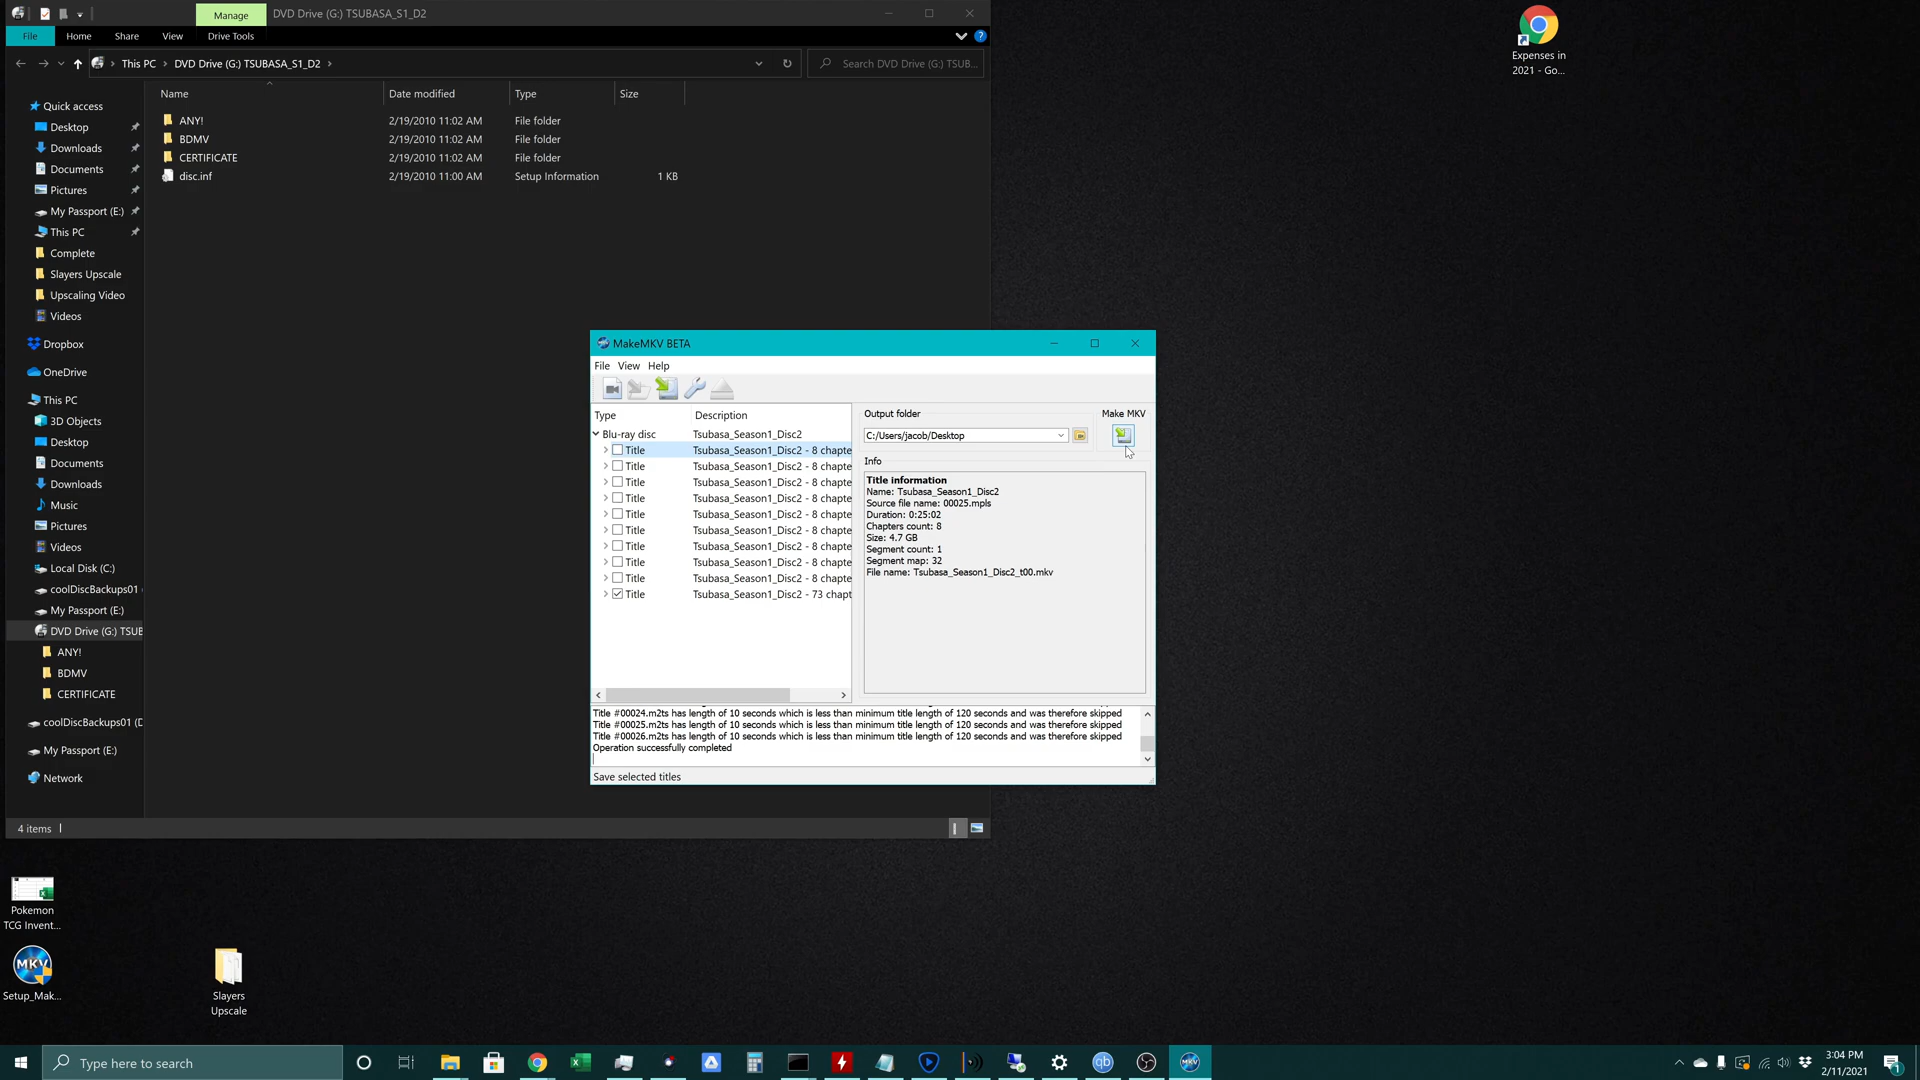 Manage
DVD Drive (G:) TSUBASA_S1_D2
File
Home
Share
View
Drive Tools
This PC
DVD Drive (G:) TSUBASA_S1_D2
Search DVD Drive (G:) TSUB...
Name
Date modified
Type
Size
ANY!
2/19/2010 11:02 AM
File folder
BDMV
2/19/2010 11:02 AM
File folder
CERTIFICATE
2/19/2010 11:02 AM
File folder
disc.inf
2/19/2010 11:00 AM
Setup Information
1 KB
Quick access
Desktop
Downloads
Documents
Pictures
My Passport (E:)
This PC
Complete
Slayers Upscale
Upscaling Video
Videos
Dropbox
OneDrive
This PC
3D Objects
Desktop
Documents
Downloads
Music
Pictures
Videos
Local Disk (C:)
coolDiscBackups01
My Passport (E:)
DVD Drive (G:) TSUB
ANY!
BDMV
CERTIFICATE
coolDiscBackups01 (D
My Passport (E:)
Network
4 items
MakeMKV BETA
File
View
Help
Type
Description
Blu-ray disc
Tsubasa_Season1_Disc2
Title
Tsubasa_Season1_Disc2 - 8 chapte
Title
Tsubasa_Season1_Disc2 - 8 chapte
Title
Tsubasa_Season1_Disc2 - 8 chapte
Title
Tsubasa_Season1_Disc2 - 8 chapte
Title
Tsubasa_Season1_Disc2 - 8 chapte
Title
Tsubasa_Season1_Disc2 - 8 chapte
Title
Tsubasa_Season1_Disc2 - 8 chapte
Title
Tsubasa_Season1_Disc2 - 8 chapte
Title
Tsubasa_Season1_Disc2 - 8 chapte
Title
Tsubasa_Season1_Disc2 - 73 chapt
Output folder
Make MKV
C:/Users/jacob/Desktop
Info
Title information
Name: Tsubasa_Season1_Disc2
Source file name: 00025.mpls
Duration: 0:25:02
Chapters count: 8
Size: 4.7 GB
Segment count: 1
Segment map: 32
File name: Tsubasa_Season1_Disc2_t00.mkv
Title #00024.m2ts has length of 10 seconds which is less than minimum title length of 120 seconds and was therefore skipped
Title #00025.m2ts has length of 10 seconds which is less than minimum title length of 120 seconds and was therefore skipped
Title #00026.m2ts has length of 10 seconds which is less than minimum title length of 120 seconds and was therefore skipped
Operation successfully completed
Save selected titles
Expenses in
2021 - Go...
Pokemon
TCG Invent...
MKV
Setup_Mak...
Slayers
Upscale
Type here to search
qb
MKV
3:04 PM
2/11/2021
1